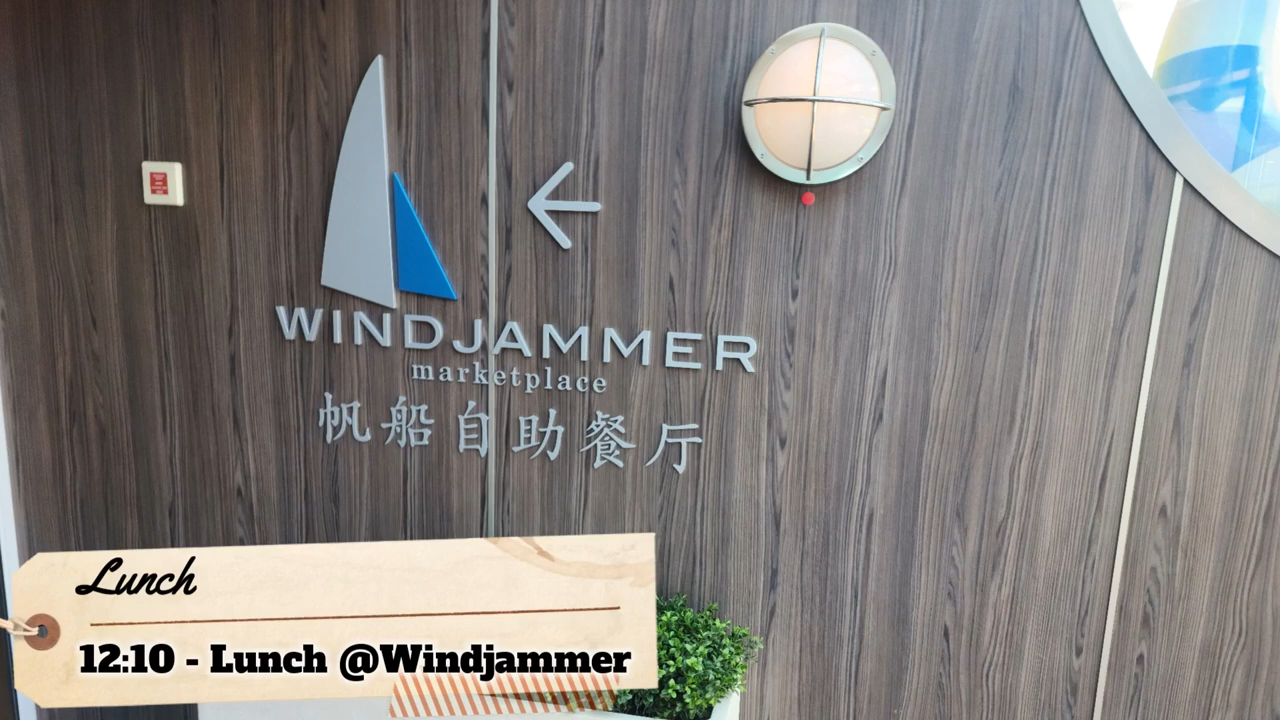 WINDJAMMER
marketplace
帆船自助餐厅
Lunch
12:10 - Lunch @Windjammer